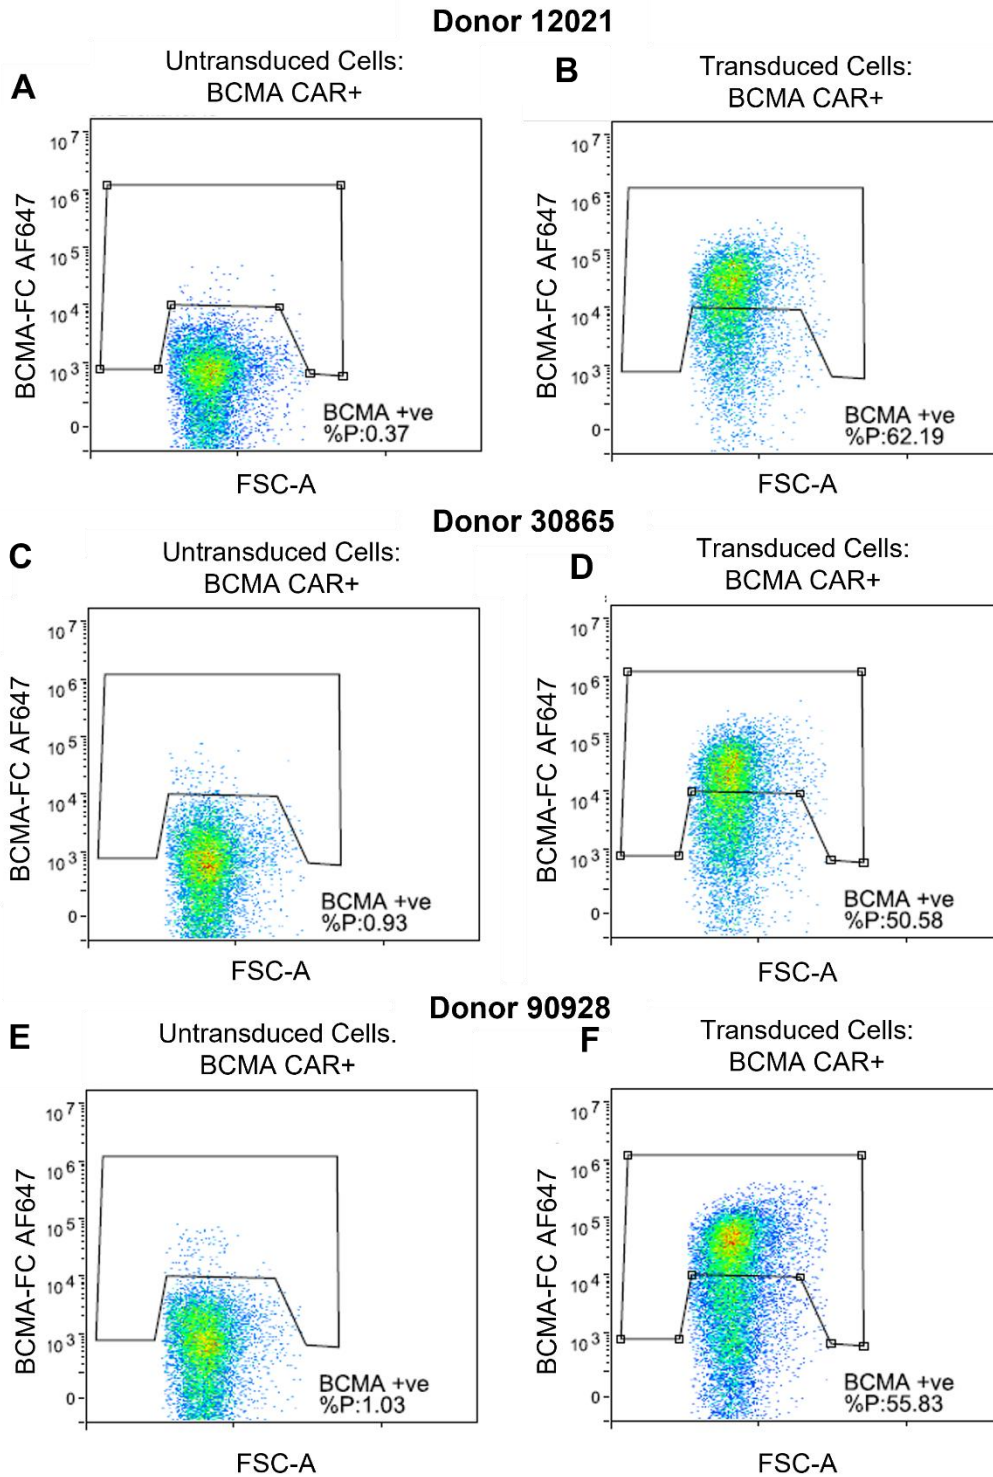 Donor 12021
A
Untransduced Cells:
BCMA CAR+
BCMA-FC AF647
10^7
10^6
10^5
10^4
10^3
0
BCMA +ve
%P:0.37
FSC-A
B
Transduced Cells:
BCMA CAR+
BCMA-FC AF647
10^7
10^6
10^5
10^4
10^3
0
BCMA +ve
%P:62.19
FSC-A
Donor 30865
C
Untransduced Cells:
BCMA CAR+
BCMA-FC AF647
10^7
10^6
10^5
10^4
10^3
0
BCMA +ve
%P:0.93
FSC-A
D
Transduced Cells:
BCMA CAR+
BCMA-FC AF647
10^7
10^6
10^5
10^4
10^3
0
BCMA +ve
%P:50.58
FSC-A
Donor 90928
E
Untransduced Cells.
BCMA CAR+
BCMA-FC AF647
10^7
10^6
10^5
10^4
10^3
0
BCMA +ve
%P:1.03
FSC-A
F
Transduced Cells:
BCMA CAR+
BCMA-FC AF647
10^7
10^6
10^5
10^4
10^3
0
BCMA +ve
%P:55.83
FSC-A